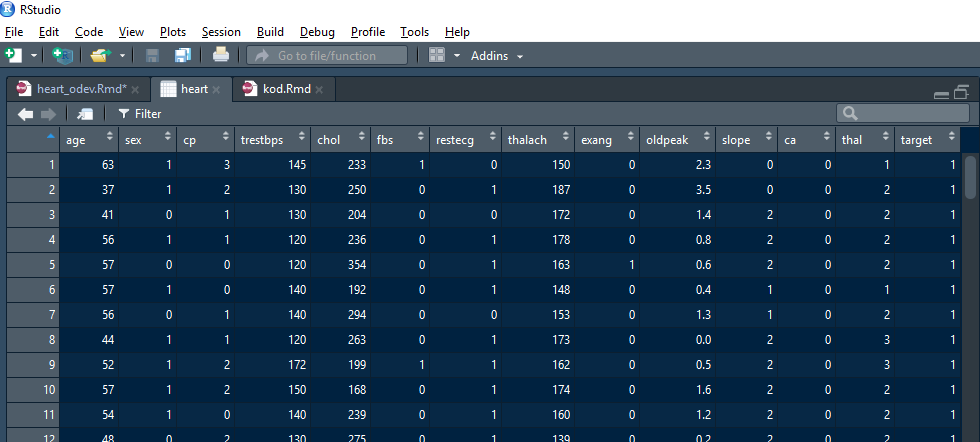 RStudio
File Edit Code View Plots Session Build Debug Profile Tools Help
Go to file/function Addins
heart_odev.Rmd* heart kod.Rmd
Filter
age sex cp trestbps chol fbs restecg thalach exang oldpeak slope ca thal target
1 63 1 3 145 233 1 0 150 0 2.3 0 0 1 1
2 37 1 2 130 250 0 1 187 0 3.5 0 0 2 1
3 41 0 1 130 204 0 0 172 0 1.4 2 0 2 1
4 56 1 1 120 236 0 1 178 0 0.8 2 0 2 1
5 57 0 0 120 354 0 1 163 1 0.6 2 0 2 1
6 57 1 0 140 192 0 1 148 0 0.4 1 0 1 1
7 56 0 1 140 294 0 0 153 0 1.3 1 0 2 1
8 44 1 1 120 263 0 1 173 0 0.0 2 0 3 1
9 52 1 2 172 199 1 1 162 0 0.5 2 0 3 1
10 57 1 2 150 168 0 1 174 0 1.6 2 0 2 1
11 54 1 0 140 239 0 1 160 0 1.2 2 0 2 1
12 48 0 2 130 275 0 1 139 0 0.2 2 0 2 1